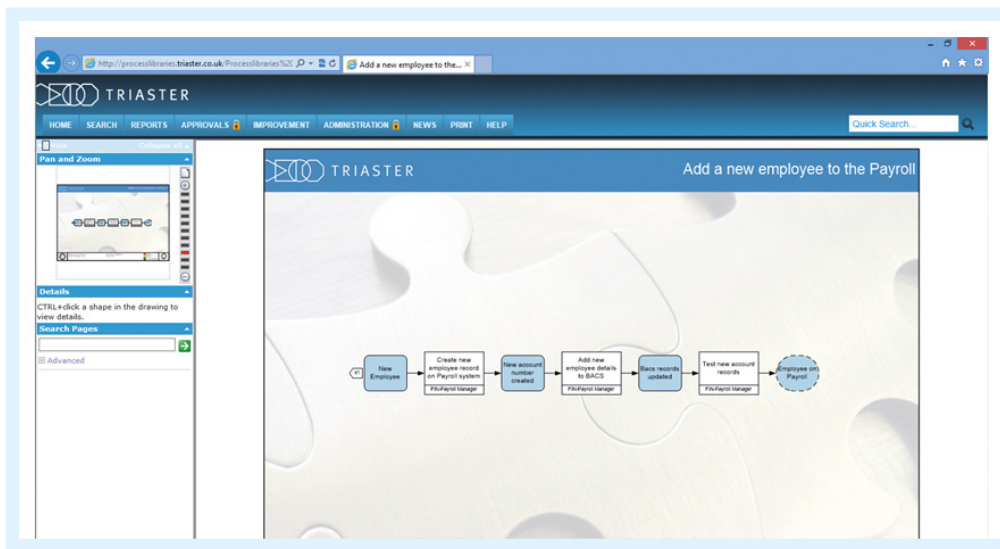 http://processlibraries.triaster.co.uk/Processlibraries%2(
Add a new employee to the...
TRIASTER
HOME SEARCH REPORTS APPROVALS IMPROVEMENT ADMINISTRATION NEWS PRINT HELP
Quick Search...
Hide Collapse all
Pan and Zoom
Details
CTRL+click a shape in the drawing to
view details.
Search Pages
Advanced
TRIASTER
Add a new employee to the Payroll
New
Employee
Create new
employee record
on Payroll system
FIN-Payroll Manager
New account
number
created
Add new
employee details
to BACS
FIN-Payroll Manager
Bacs records
updated
Test new account
records
FIN-Payroll Manager
Employee on
Payroll